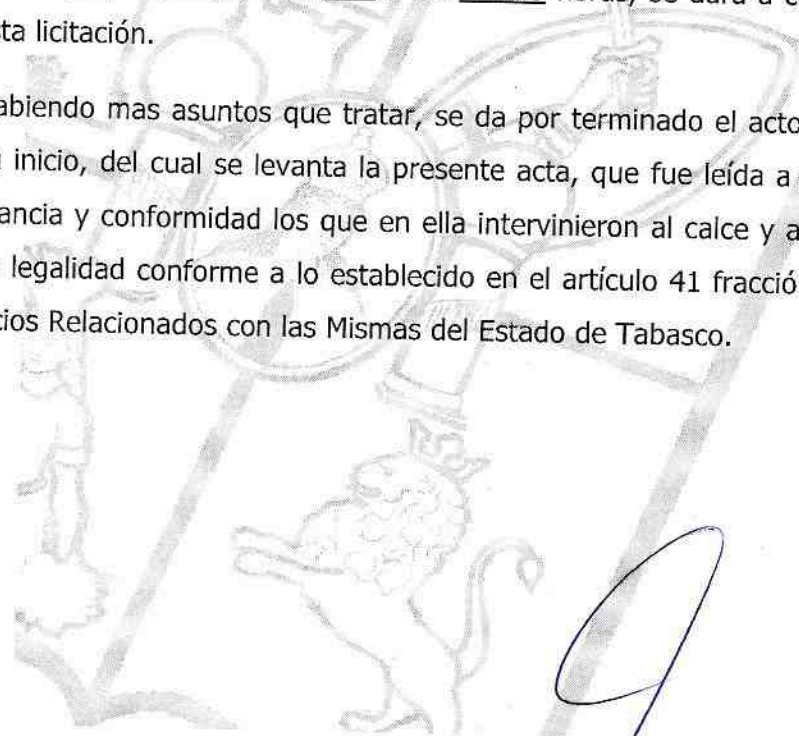 horas, se dará a c
ta licitación.
abiendo mas asuntos que tratar, se da por terminado el acto
inicio, del cual se levanta la presente acta, que fue leída a
ancia y conformidad los que en ella intervinieron al calce y a
legalidad conforme a lo establecido en el artículo 41 fracció
cios Relacionados con las Mismas del Estado de Tabasco.